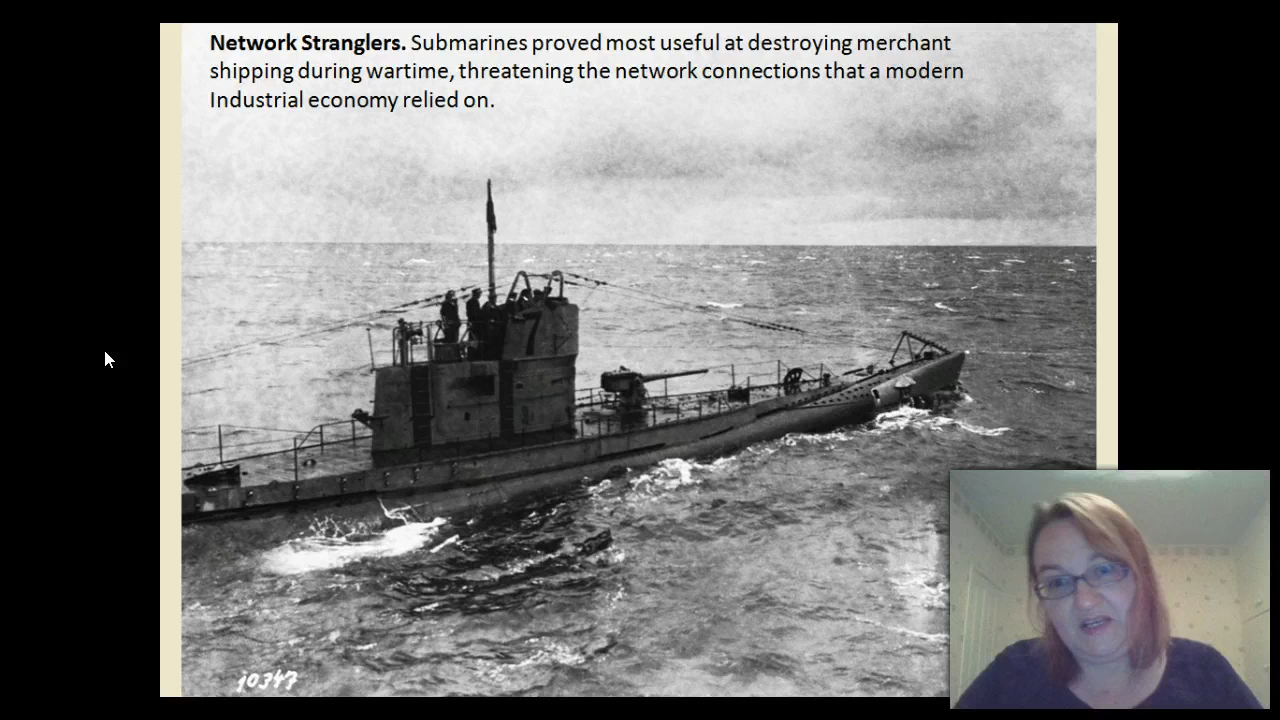 Network Stranglers. Submarines proved most useful at destroying merchant
shipping during wartime, threatening the network connections that a modern
Industrial economy relied on.
7
10347